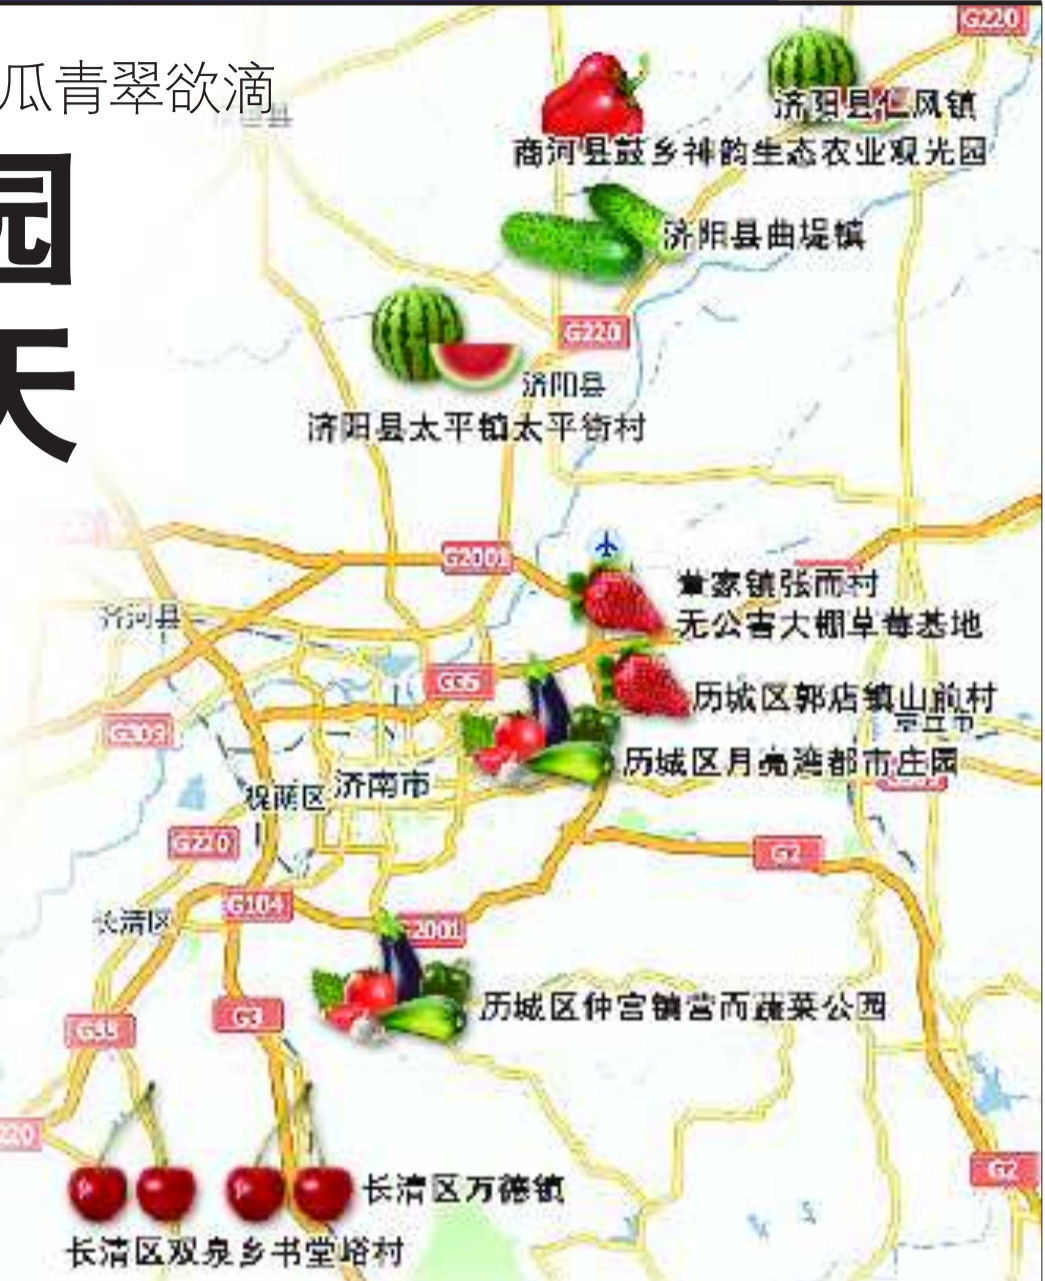 G220
瓜青翠欲滴
济阳县仁风镇
园
商河县鼓乡神韵生态农业观光园
济阳县曲堤镇
G220
天
济阳县
济阳县太平镇太平街村
G2001
董家镇张而村
齐河县
无公害大棚草莓基地
G35
历城区郭店镇山前村
G309
章丘市
历城区月亮湾都市庄园
济南市
槐荫区
G220
G2
G104
长清区
G2001
历城区仲宫镇营而蔬菜公园
G3
G35
220
G2
长清区万德镇
长清区双泉乡书堂峪村